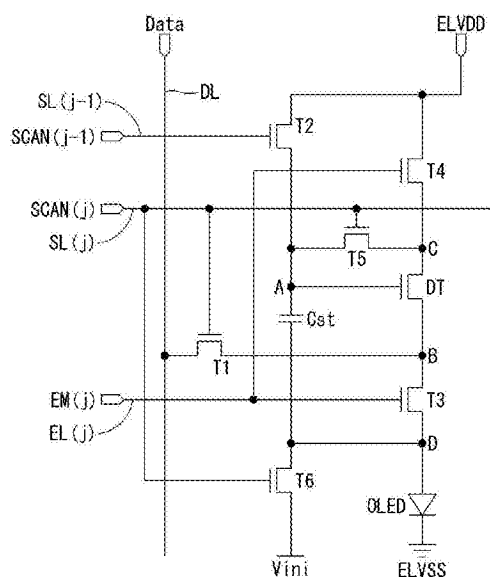 Data
ELVDD
DL
SL(j-1)
T2
SCAN(j-1)
T4
SCAN(j)
SL(j)
T5
C
A
DT
Cst
T1
B
EM(j)
T3
EL(j)
D
T6
OLED
Vini
ELVSS